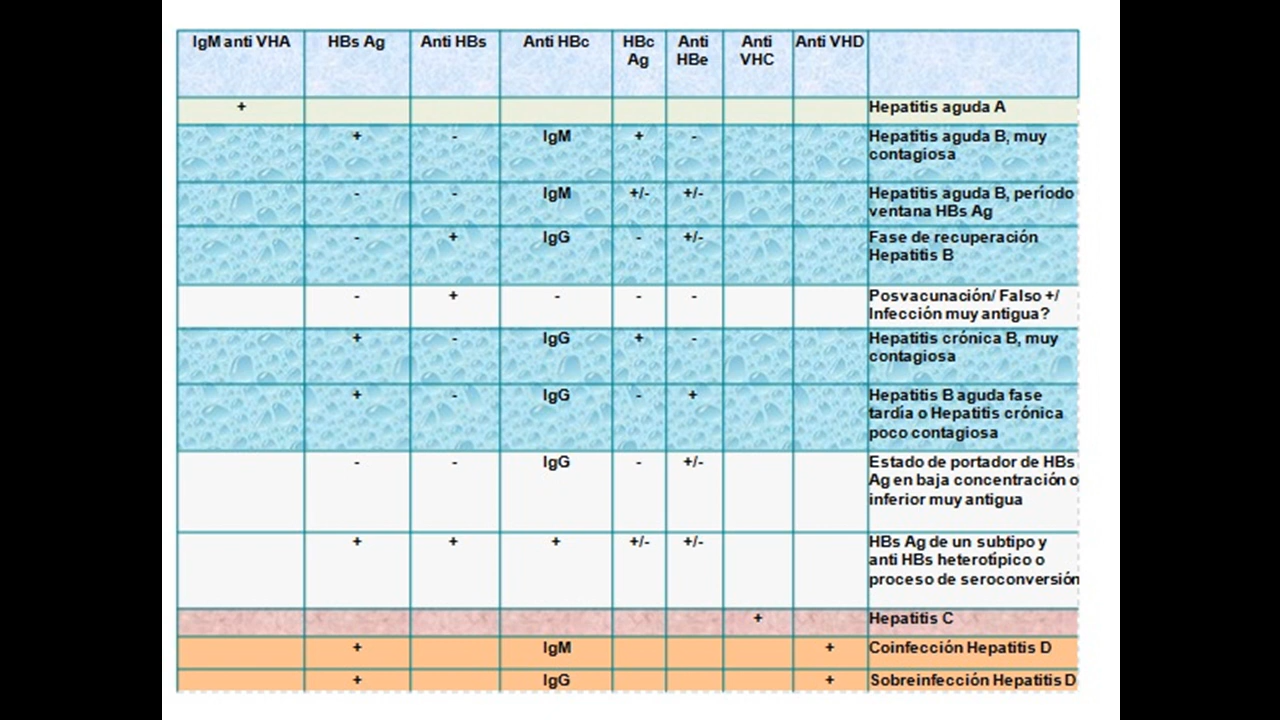 IgM anti VHA HBs Ag Anti HBs Anti HBc HBc Ag Anti HBe Anti VHC Anti VHD
+ Hepatitis aguda A
+ - IgM + - Hepatitis aguda B, muy
contagiosa
- - IgM +/- +/- Hepatitis aguda B, período
ventana HBs Ag
- + IgG - +/- Fase de recuperación
Hepatitis B
- + - - - Posvacunación/ Falso +/
Infección muy antigua?
+ - IgG + - Hepatitis crónica B, muy
contagiosa
+ - IgG - + Hepatitis B aguda fase
tardía o Hepatitis crónica
poco contagiosa
- - IgG - +/- Estado de portador de HBs
Ag en baja concentración o
inferior muy antigua
+ + + +/- +/- HBs Ag de un subtipo y
anti HBs heterotípico o
proceso de seroconversión
+ Hepatitis C
+ IgM + Coinfección Hepatitis D
+ IgG + Sobreinfección Hepatitis D